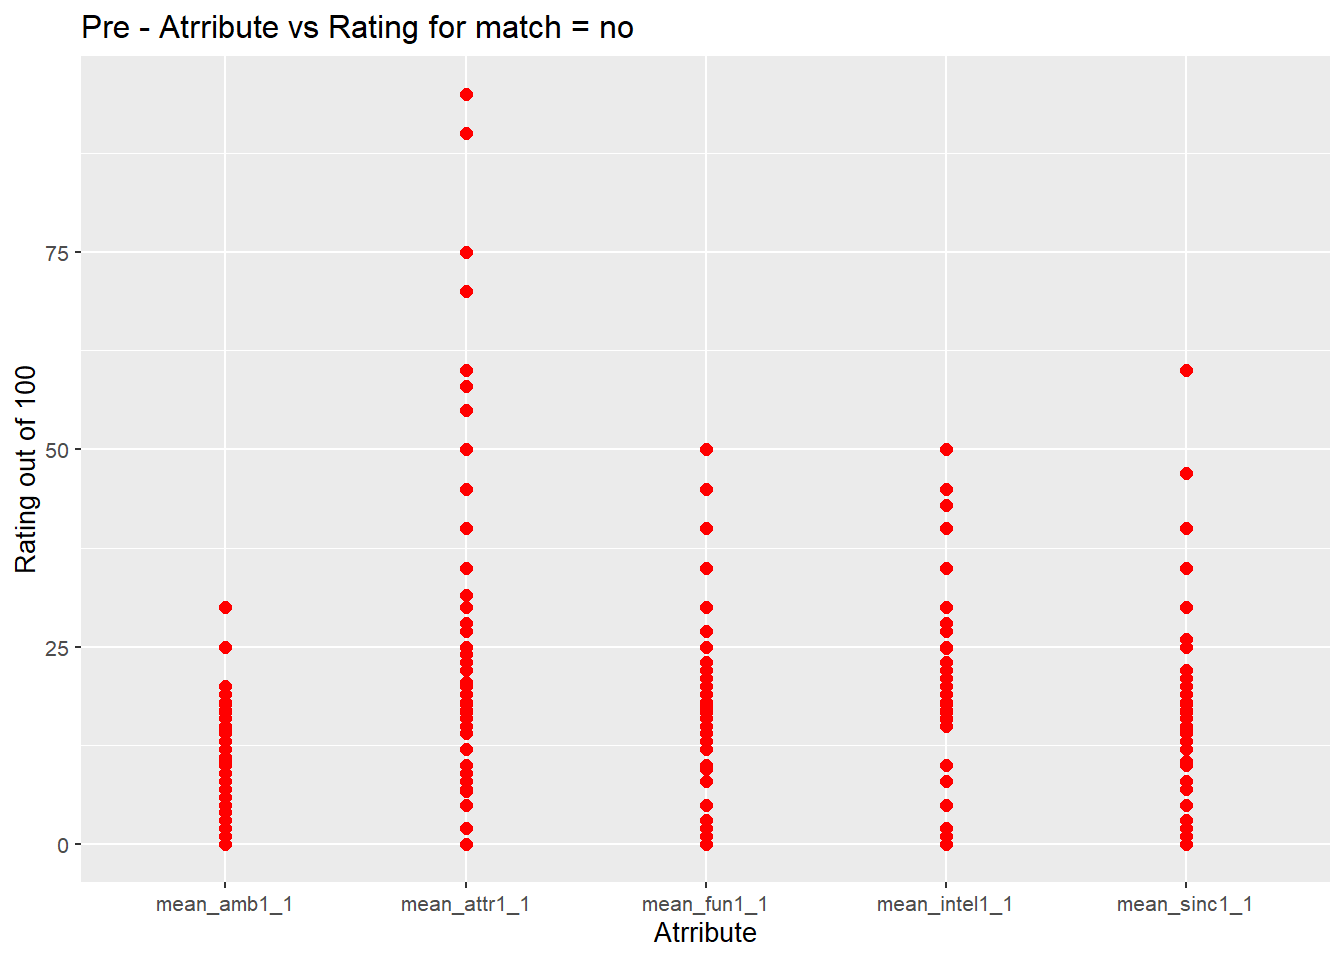 Pre - Atrribute vs Rating for match = no
Rating out of 100
75
50
25
0
mean_amb1_1 mean_attr1_1 mean_fun1_1 mean_intel1_1 mean_sinc1_1
Atrribute